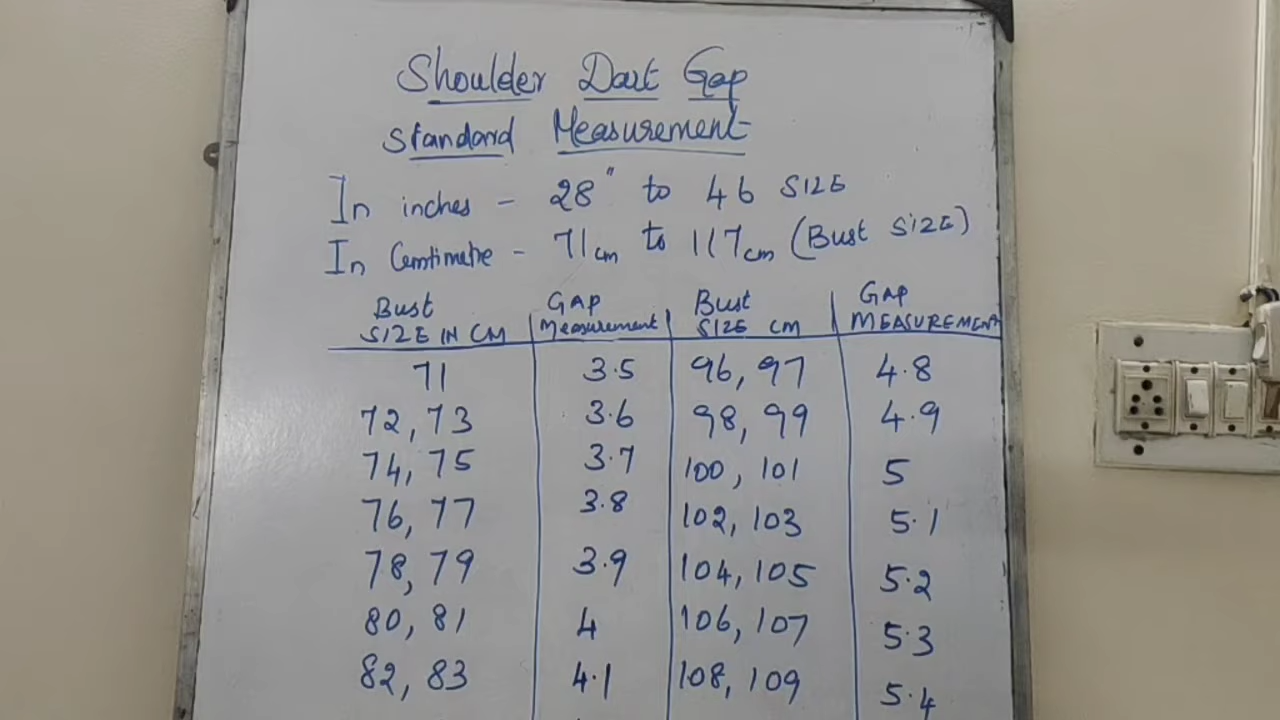 Shoulder Dart Gap
Standard Measurement
In inches - 28" to 46 SIZE
In Centimetre - 71cm to 117cm (Bust SIZE)
Bust SIZE IN CM GAP Measurement Bust SIZE CM GAP MEASUREMENT
71 3.5 96, 97 4.8
72, 73 3.6 98, 99 4.9
74, 75 3.7 100, 101 5
76, 77 3.8 102, 103 5.1
78, 79 3.9 104, 105 5.2
80, 81 4 106, 107 5.3
82, 83 4.1 108, 109 5.4